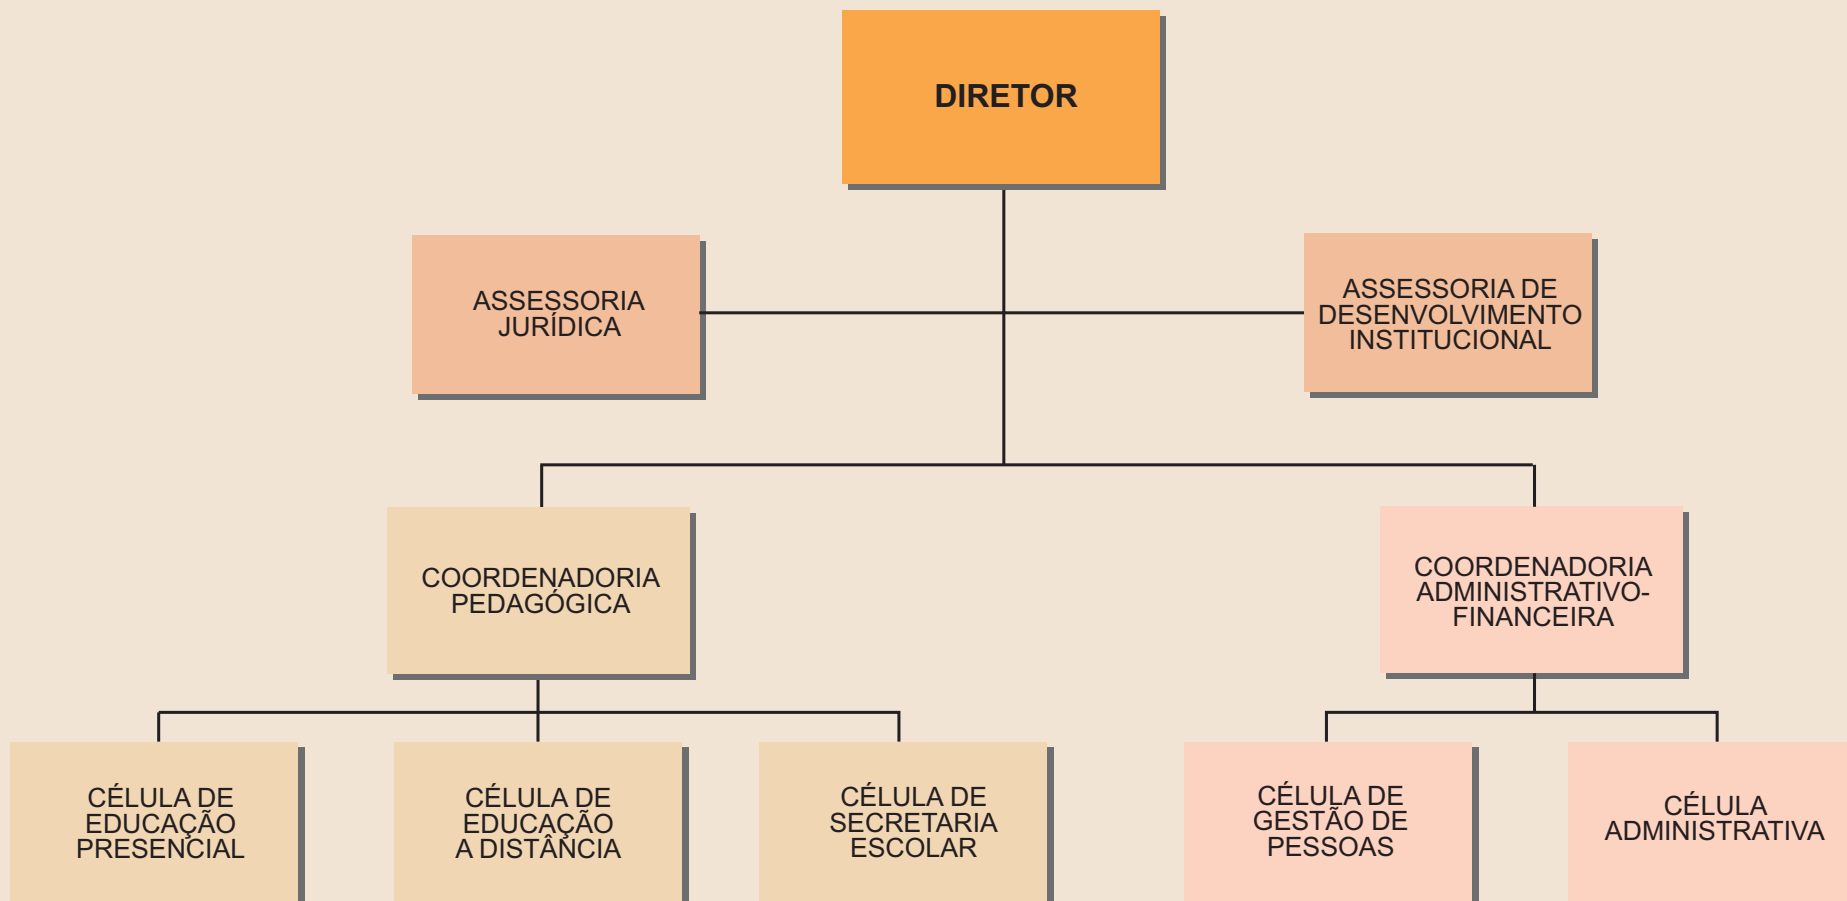 DIRETOR
ASSESSORIA
JURÍDICA
ASSESSORIA DE
DESENVOLVIMENTO
INSTITUCIONAL
COORDENADORIA
PEDAGÓGICA
COORDENADORIA
ADMINISTRATIVO-
FINANCEIRA
CÉLULA DE
EDUCAÇÃO
PRESENCIAL
CÉLULA DE
EDUCAÇÃO
A DISTÂNCIA
CÉLULA DE
SECRETARIA
ESCOLAR
CÉLULA DE
GESTÃO DE
PESSOAS
CÉLULA
ADMINISTRATIVA